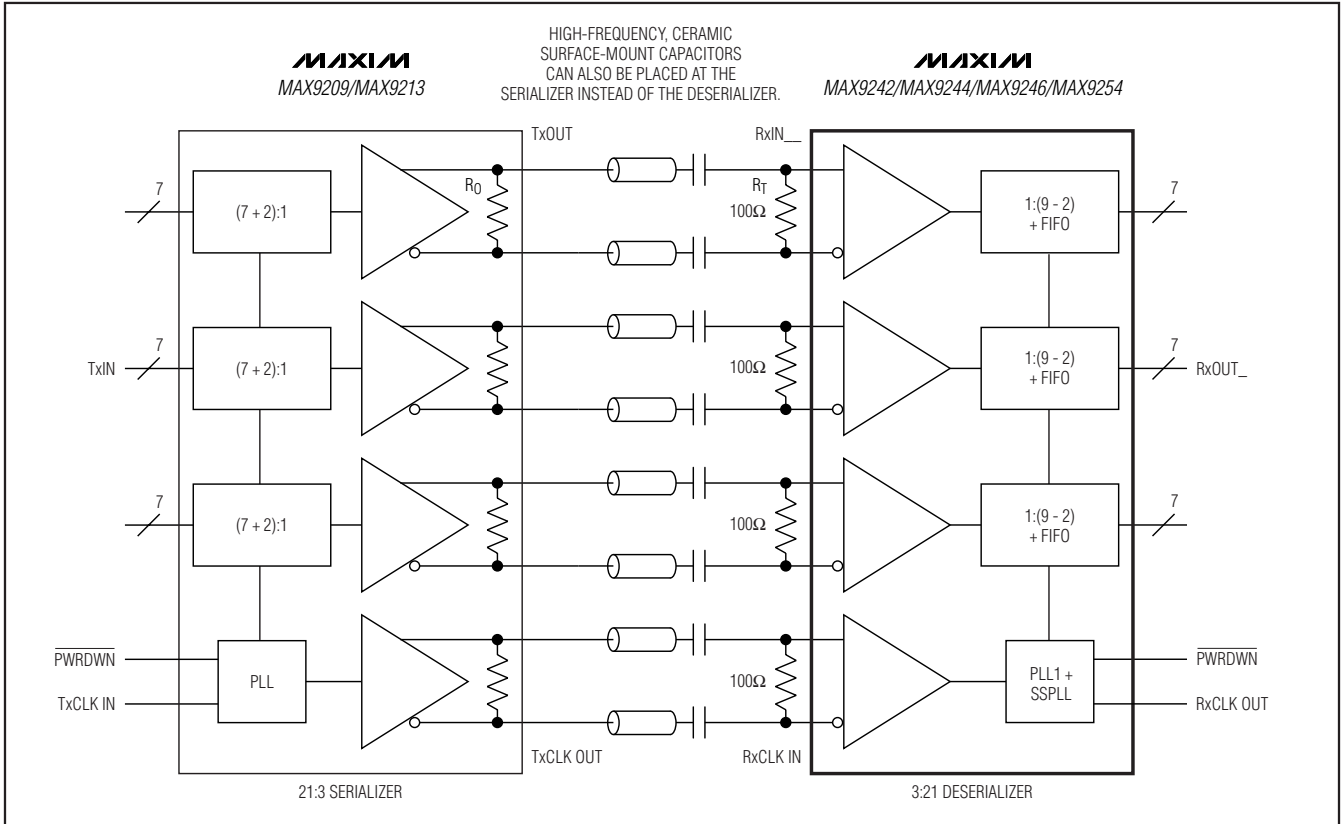 HIGH-FREQUENCY, CERAMIC
SURFACE-MOUNT CAPACITORS
CAN ALSO BE PLACED AT THE
SERIALIZER INSTEAD OF THE DESERIALIZER.
MAXIM
MAX9209/MAX9213
MAXIM
MAX9242/MAX9244/MAX9246/MAX9254
TxOUT
RxIN__
7
(7 + 2):1
RO
RT
100Ω
1:(9 - 2)
+ FIFO
7
TxIN
7
(7 + 2):1
100Ω
1:(9 - 2)
+ FIFO
7
RxOUT_
7
(7 + 2):1
100Ω
1:(9 - 2)
+ FIFO
7
PWRDWN
TxCLK IN
PLL
100Ω
PLL1 +
SSPLL
PWRDWN
RxCLK OUT
TxCLK OUT
RxCLK IN
21:3 SERIALIZER
3:21 DESERIALIZER